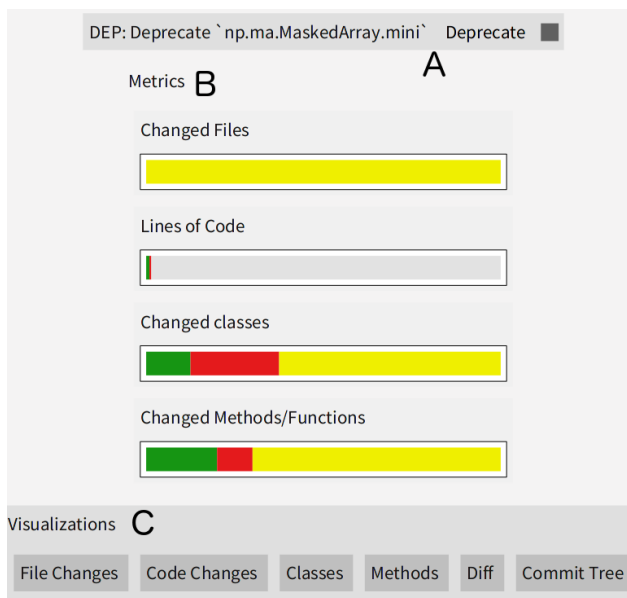 DEP: Deprecate `np.ma.MaskedArray.mini` Deprecate
A
Metrics B
Changed Files
Lines of Code
Changed classes
Changed Methods/Functions
Visualizations C
File Changes Code Changes Classes Methods Diff Commit Tree